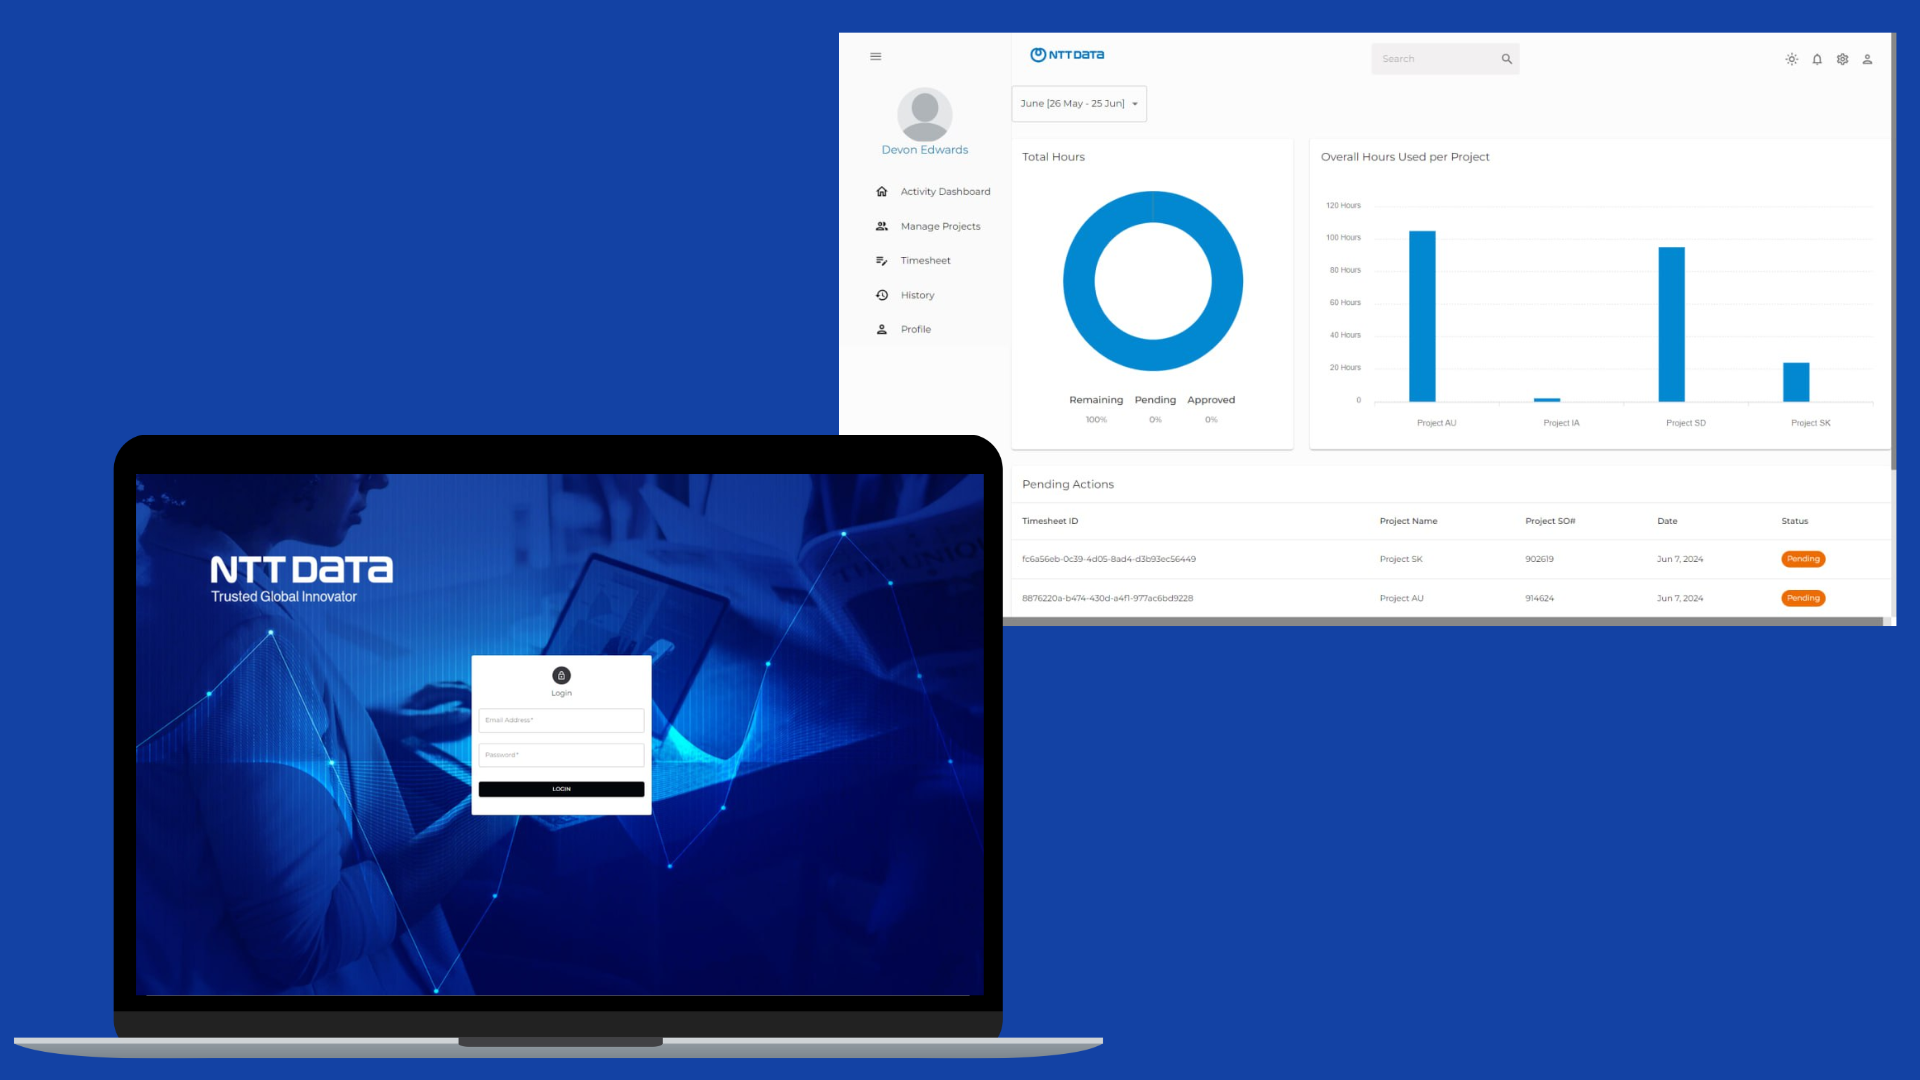 NTT DATA
Search
June [26 May - 25 Jun]
Devon Edwards
Activity Dashboard
Manage Projects
Timesheet
History
Profile
Total Hours
Remaining Pending Approved
100% 0% 0%
Overall Hours Used per Project
120 Hours
100 Hours
80 Hours
60 Hours
40 Hours
20 Hours
0
Project AU Project IA Project SD Project SK
Pending Actions
Timesheet ID Project Name Project SO# Date Status
fc6a56eb-0c39-4d05-8ad4-d3b93ec56449 Project SK 902619 Jun 7, 2024 Pending
8876220a-b474-430d-a4f1-977ac6bd9228 Project AU 914624 Jun 7, 2024 Pending
NTT DATA
Trusted Global Innovator
Login
Email Address*
Password*
LOGIN